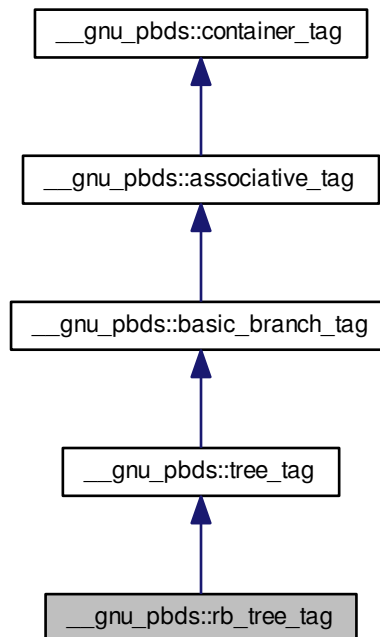 __gnu_pbds::container_tag
__gnu_pbds::associative_tag
__gnu_pbds::basic_branch_tag
__gnu_pbds::tree_tag
__gnu_pbds::rb_tree_tag